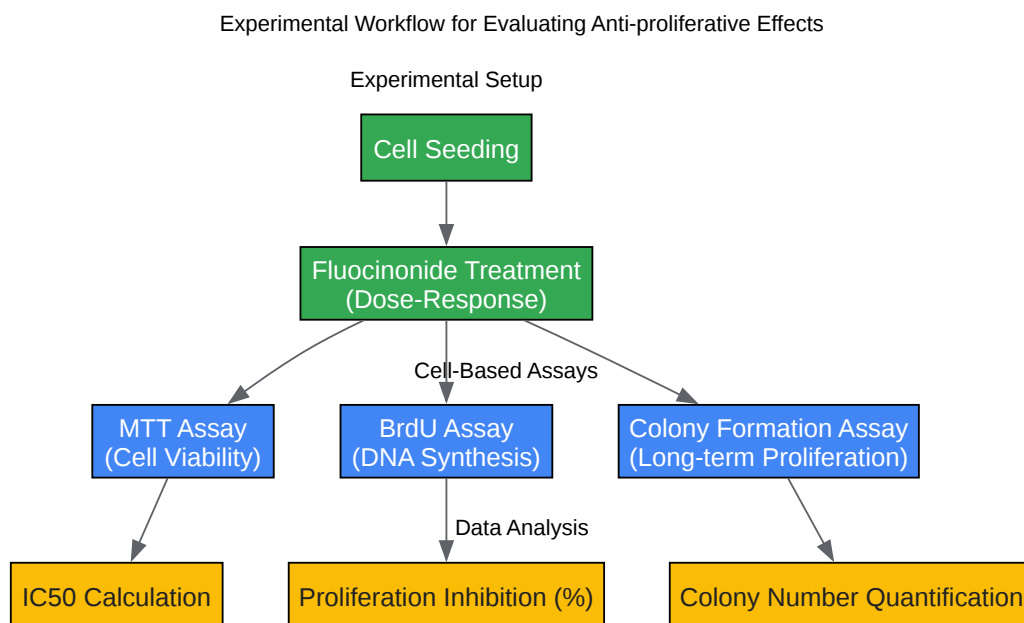 Experimental Workflow for Evaluating Anti-proliferative Effects
Experimental Setup
Cell Seeding
Fluocinonide Treatment
(Dose-Response)
Cell-Based Assays
MTT Assay
(Cell Viability)
BrdU Assay
(DNA Synthesis)
Colony Formation Assay
(Long-term Proliferation)
Data Analysis
IC50 Calculation
Proliferation Inhibition (%)
Colony Number Quantification